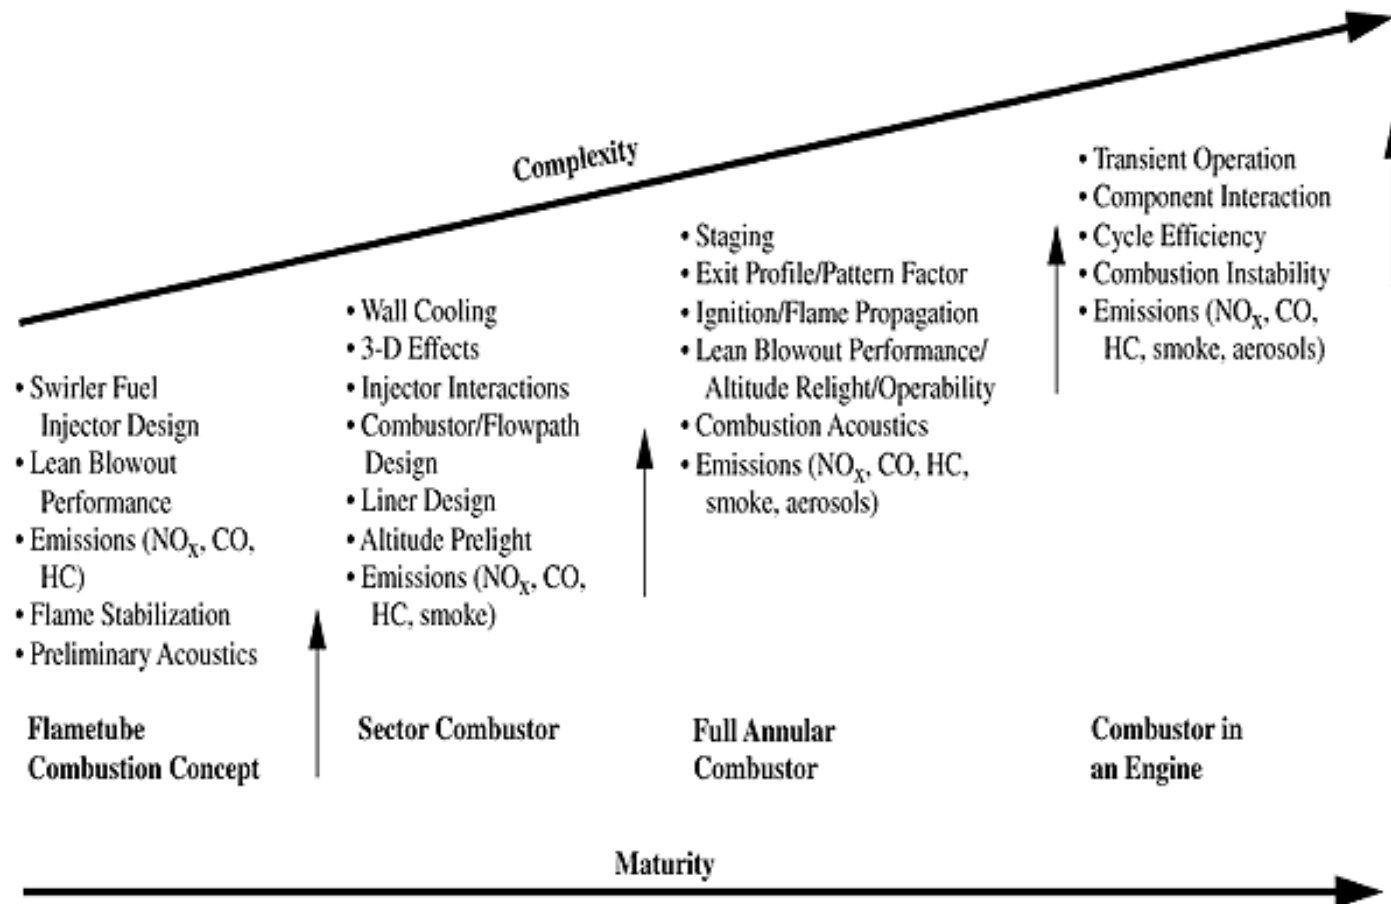 Complexity
• Swirler Fuel
Injector Design
• Lean Blowout
Performance
• Emissions (NOₓ, CO,
HC)
• Flame Stabilization
• Preliminary Acoustics
Flametube
Combustion Concept
• Wall Cooling
• 3-D Effects
• Injector Interactions
• Combustor/Flowpath
Design
• Liner Design
• Altitude Prelight
• Emissions (NOₓ, CO,
HC, smoke)
Sector Combustor
• Staging
• Exit Profile/Pattern Factor
• Ignition/Flame Propagation
• Lean Blowout Performance/
Altitude Relight/Operability
• Combustion Acoustics
• Emissions (NOₓ, CO, HC,
smoke, aerosols)
Full Annular
Combustor
• Transient Operation
• Component Interaction
• Cycle Efficiency
• Combustion Instability
• Emissions (NOₓ, CO,
HC, smoke, aerosols)
Combustor in
an Engine
Maturity